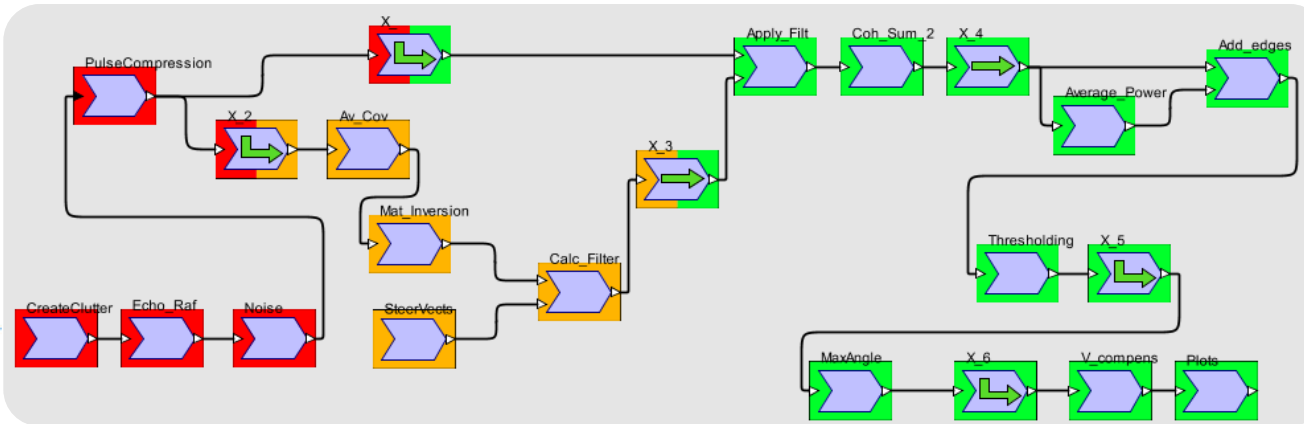 X_
Apply_Filt
Coh_Sum_2
X_4
Add_edges
PulseCompression
Average_Power
X_2
Av_Cov
X_3
Mat_Inversion
Thresholding
X_5
Calc_Filter
CreateClutter
Echo_Raf
Noise
SteerVects
MaxAngle
X_6
V_compens
Plots